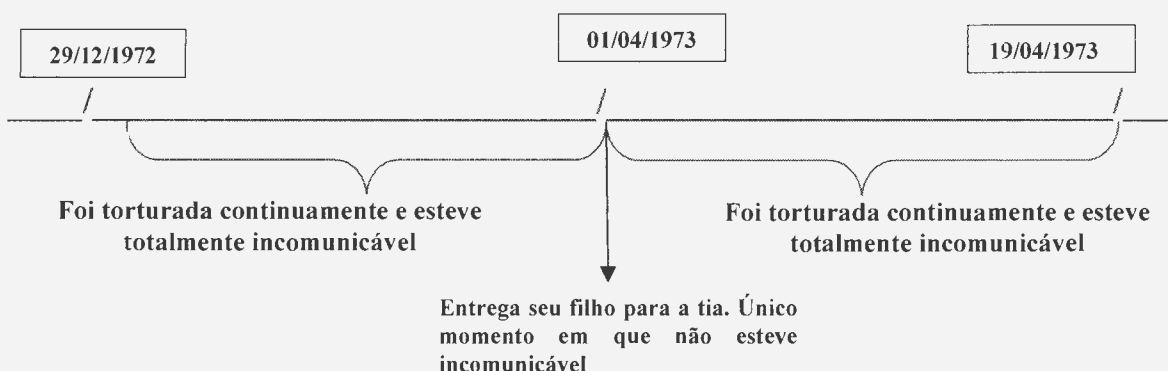 29/12/1972
01/04/1973
19/04/1973
Foi torturada continuamente e esteve
totalmente incomunicável
Foi torturada continuamente e esteve
totalmente incomunicável
Entrega seu filho para a tia. Único
momento em que não esteve
incomunicável